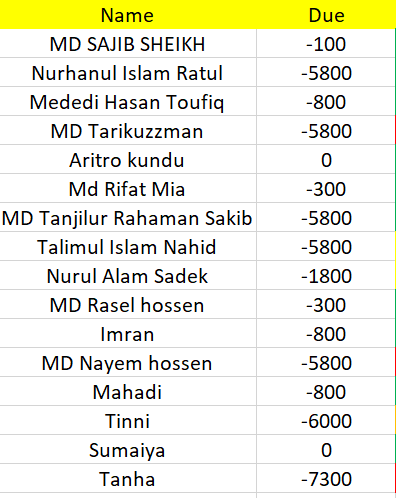 Name Due
MD SAJIB SHEIKH -100
Nurhanul Islam Ratul -5800
Mededi Hasan Toufiq -800
MD Tarikuzzman -5800
Aritro kundu 0
Md Rifat Mia -300
MD Tanjilur Rahaman Sakib -5800
Talimul Islam Nahid -5800
Nurul Alam Sadek -1800
MD Rasel hossen -300
Imran -800
MD Nayem hossen -5800
Mahadi -800
Tinni -6000
Sumaiya 0
Tanha -7300